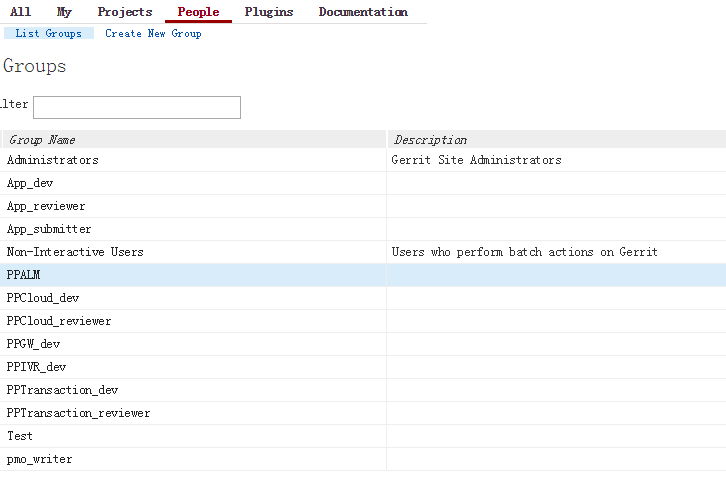 All My Projects People Plugins Documentation
List Groups Create New Group
Groups
ilter
Group Name Description
Administrators Gerrit Site Administrators
App_dev
App_reviewer
App_submitter
Non-Interactive Users Users who perform batch actions on Gerrit
PPALM
PPCloud_dev
PPCloud_reviewer
PPGW_dev
PPIVR_dev
PPTransaction_dev
PPTransaction_reviewer
Test
pmo_writer